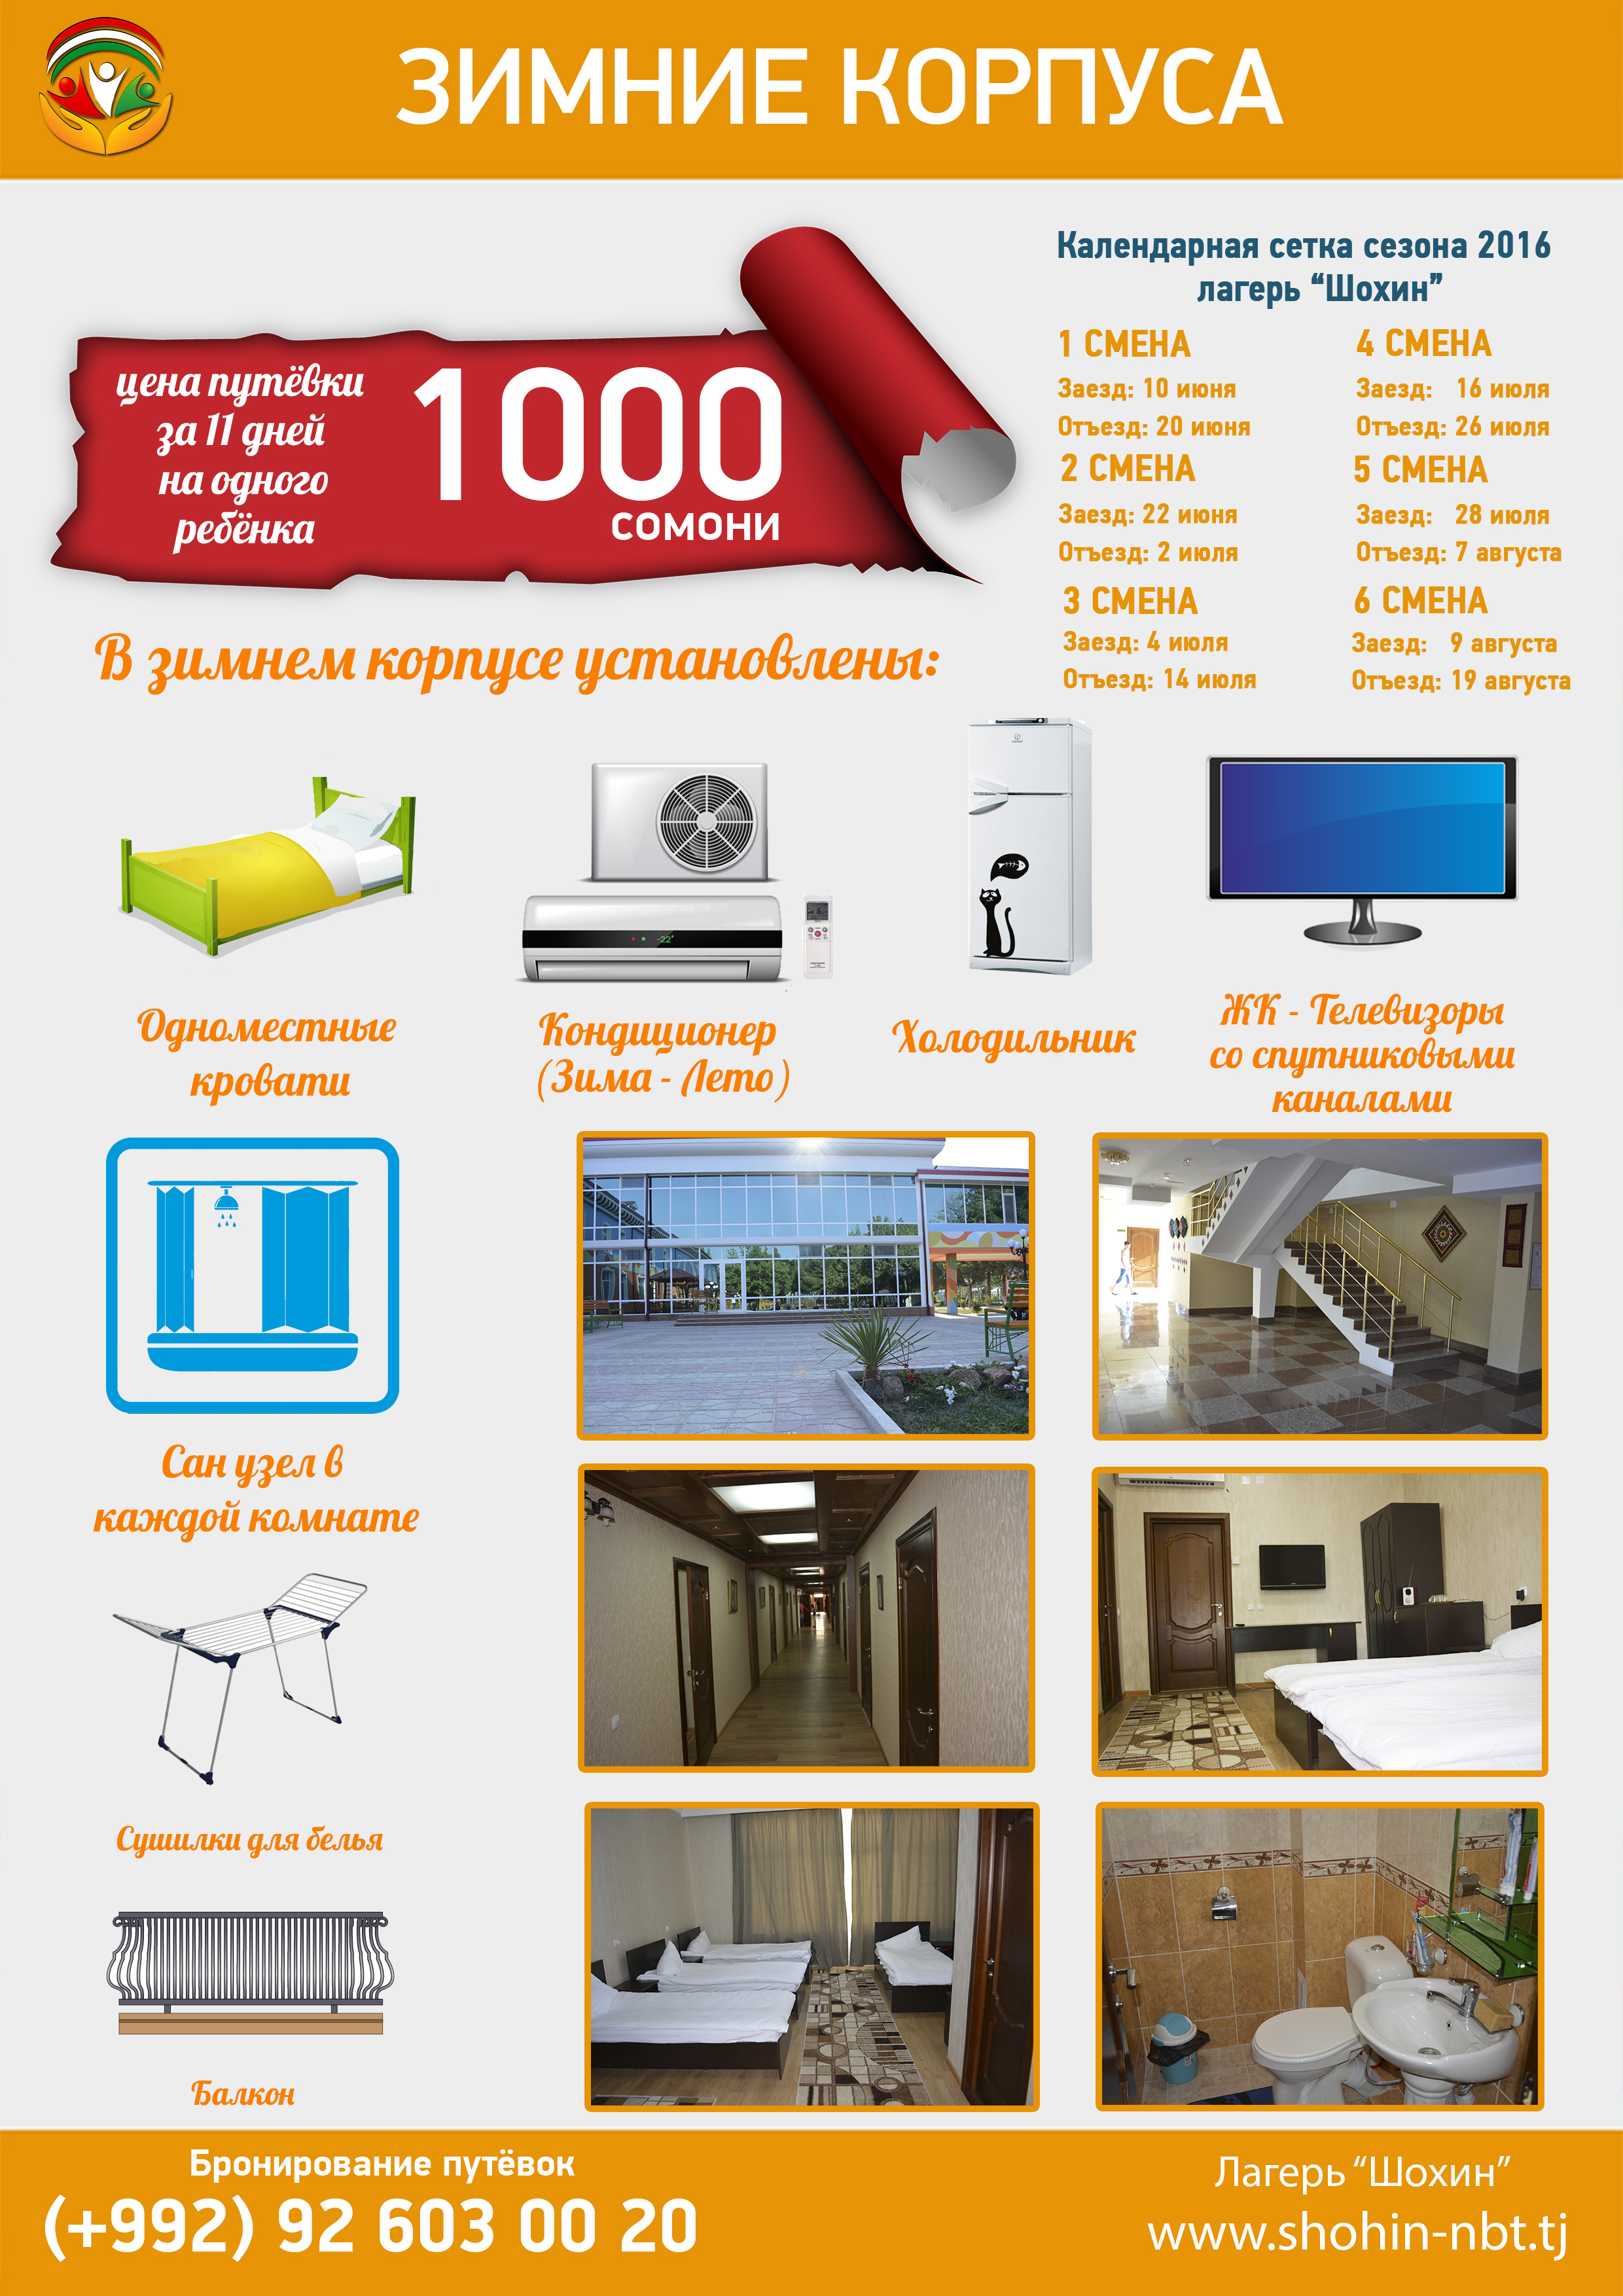 ЗИМНИЕ КОРПУСА
цена путёвки
за 11 дней
на одного
ребёнка
1000
СОМОНИ
Календарная сетка сезона 2016
лагерь “Шохин”
1 СМЕНА
Заезд: 10 июня
Отъезд: 20 июня
2 СМЕНА
Заезд: 22 июня
Отъезд: 2 июля
3 СМЕНА
Заезд: 4 июля
Отъезд: 14 июля
4 СМЕНА
Заезд: 16 июля
Отъезд: 26 июля
5 СМЕНА
Заезд: 28 июля
Отъезд: 7 августа
6 СМЕНА
Заезд: 9 августа
Отъезд: 19 августа
В зимнем корпусе установлены:
-22°
Одноместные
кровати
Кондиционер
(Зима - Лето)
Холодильник
ЖК - Телевизоры
со спутниковыми
каналами
Сан узел в
каждой комнате
Сушилки для белья
Балкон
Бронирование путёвок
(+992) 92 603 00 20
Лагерь “Шохин”
www.shohin-nbt.tj